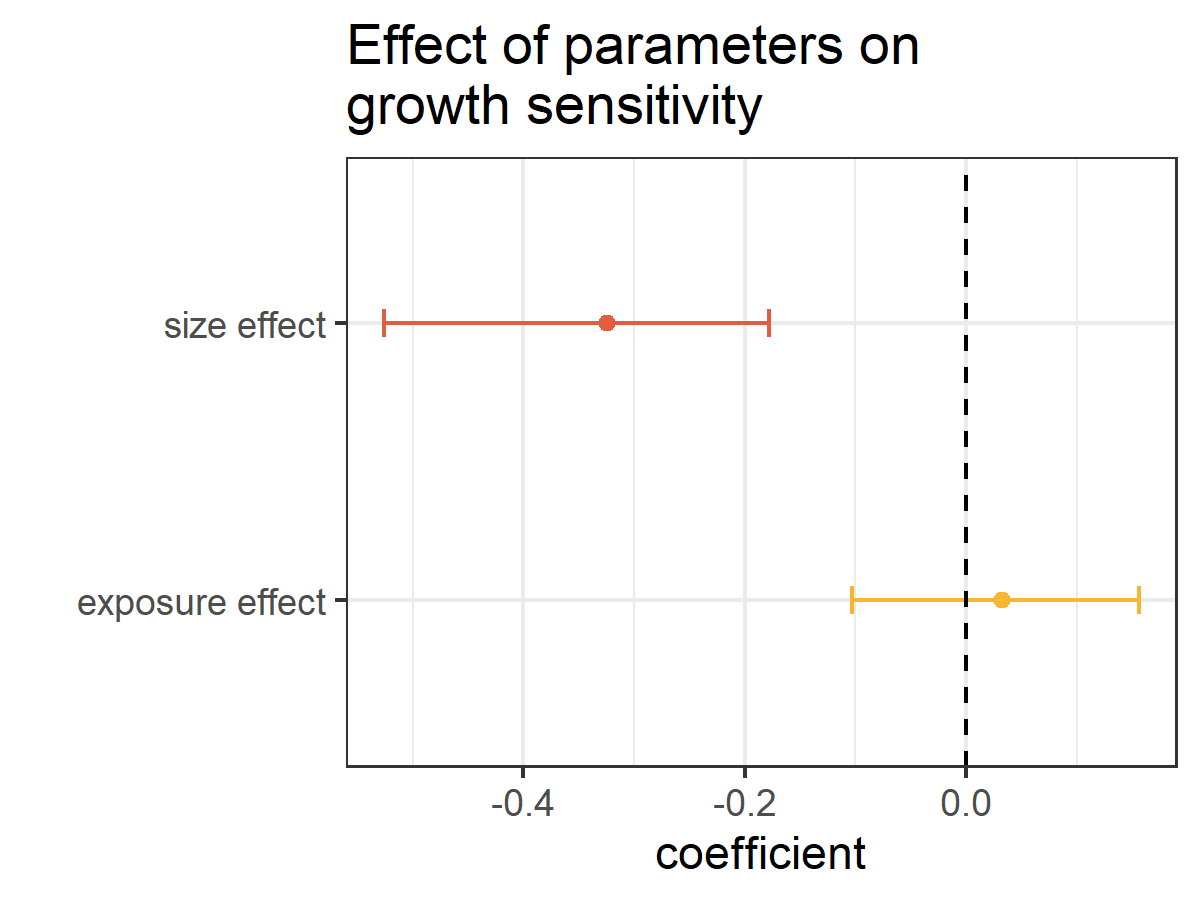 Effect of parameters on
growth sensitivity
size effect
exposure effect
-0.4 -0.2 0.0
coefficient